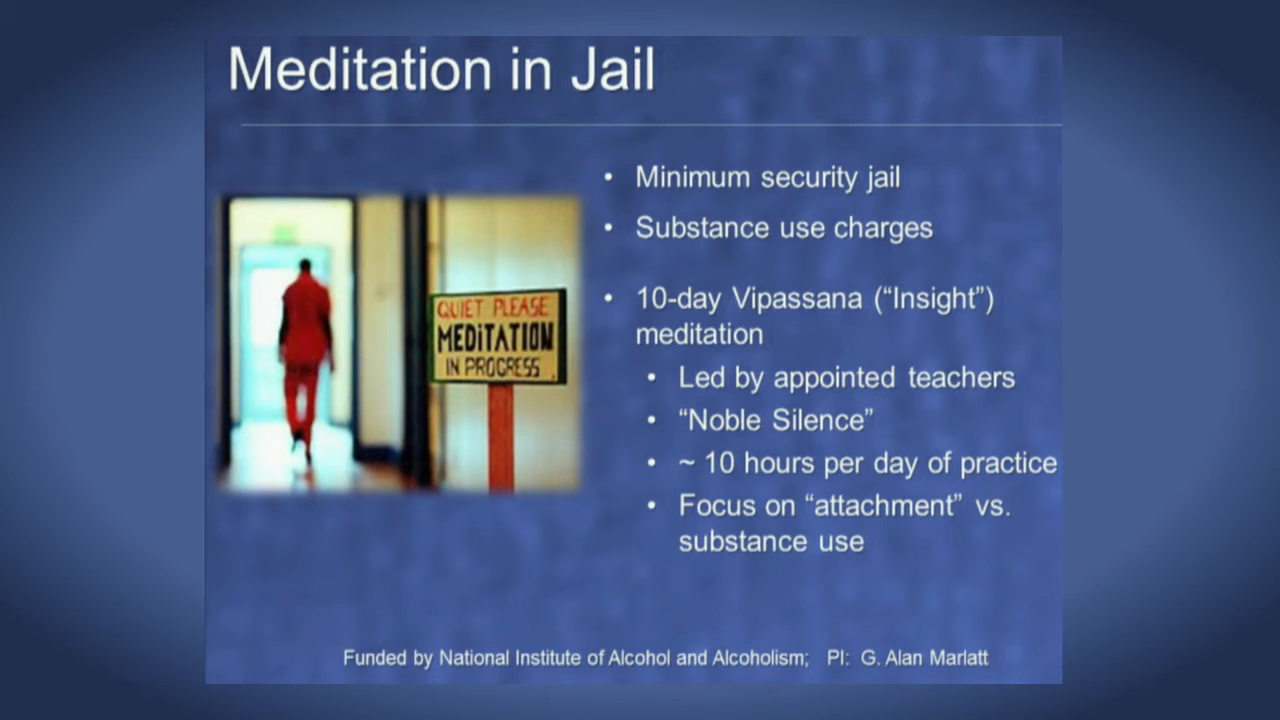 Meditation in Jail
• Minimum security jail
• Substance use charges
• 10-day Vipassana (“Insight”)
meditation
• Led by appointed teachers
• “Noble Silence”
• ~ 10 hours per day of practice
• Focus on “attachment” vs.
substance use
QUIET PLEASE
MEDiTATION
IN PROGRESS
Funded by National Institute of Alcohol and Alcoholism; PI: G. Alan Marlatt